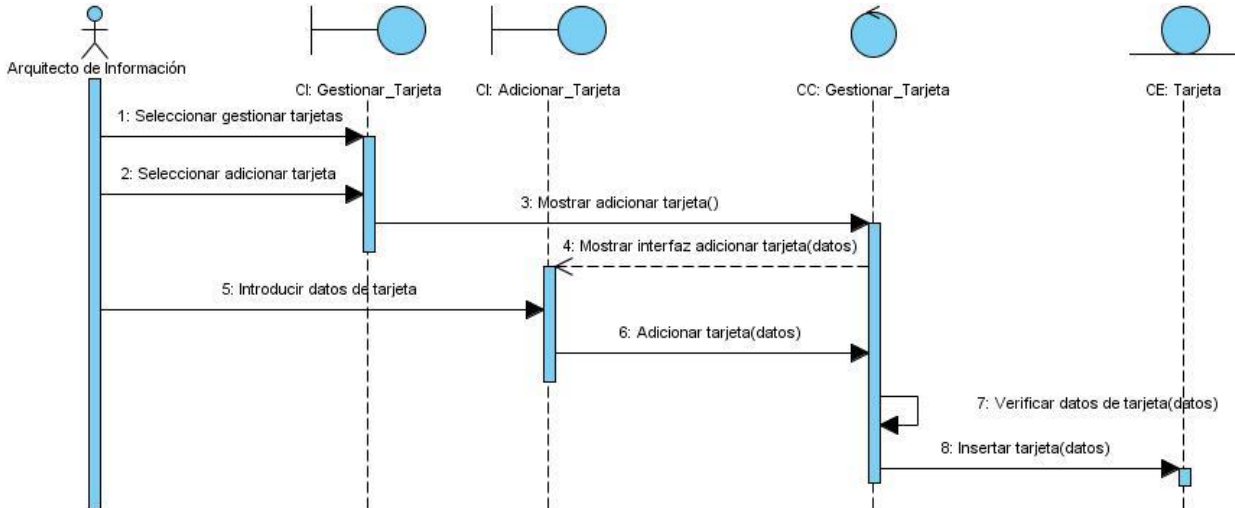 Arquitecto de Información
CI: Gestionar_Tarjeta
CI: Adicionar_Tarjeta
CC: Gestionar_Tarjeta
CE: Tarjeta
1: Seleccionar gestionar tarjetas
2: Seleccionar adicionar tarjeta
3: Mostrar adicionar tarjeta()
4: Mostrar interfaz adicionar tarjeta(datos)
5: Introducir datos de tarjeta
6: Adicionar tarjeta(datos)
7: Verificar datos de tarjeta(datos)
8: Insertar tarjeta(datos)